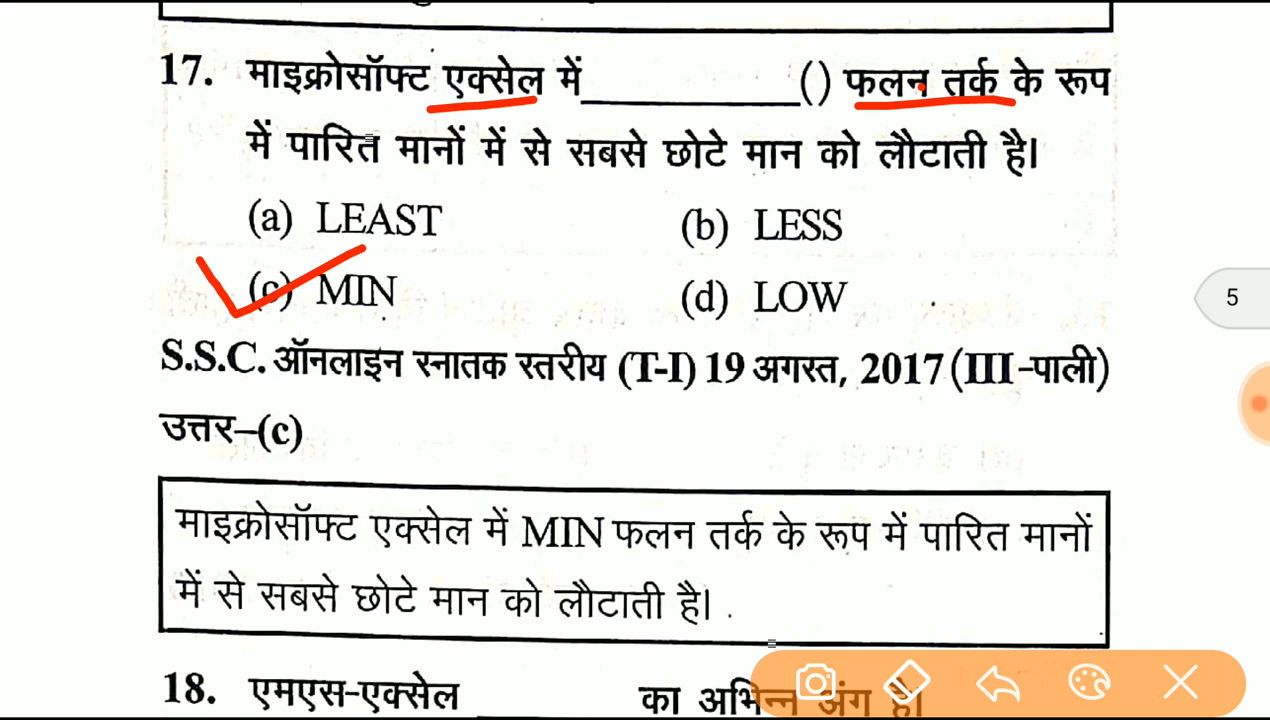 17. माइक्रोसॉफ्ट एक्सेल में__________() फलन तर्क के रूप
में पारित मानों में से सबसे छोटे मान को लौटाती है।
(a) LEAST (b) LESS
(c) MIN (d) LOW
S.S.C. ऑनलाइन स्नातक स्तरीय (T-I) 19 अगस्त, 2017 (III-पाली)
उत्तर–(c)
माइक्रोसॉफ्ट एक्सेल में MIN फलन तर्क के रूप में पारित मानों
में से सबसे छोटे मान को लौटाती है।
18. एमएस-एक्सेल __________ का अभिन्न अंग है।
5